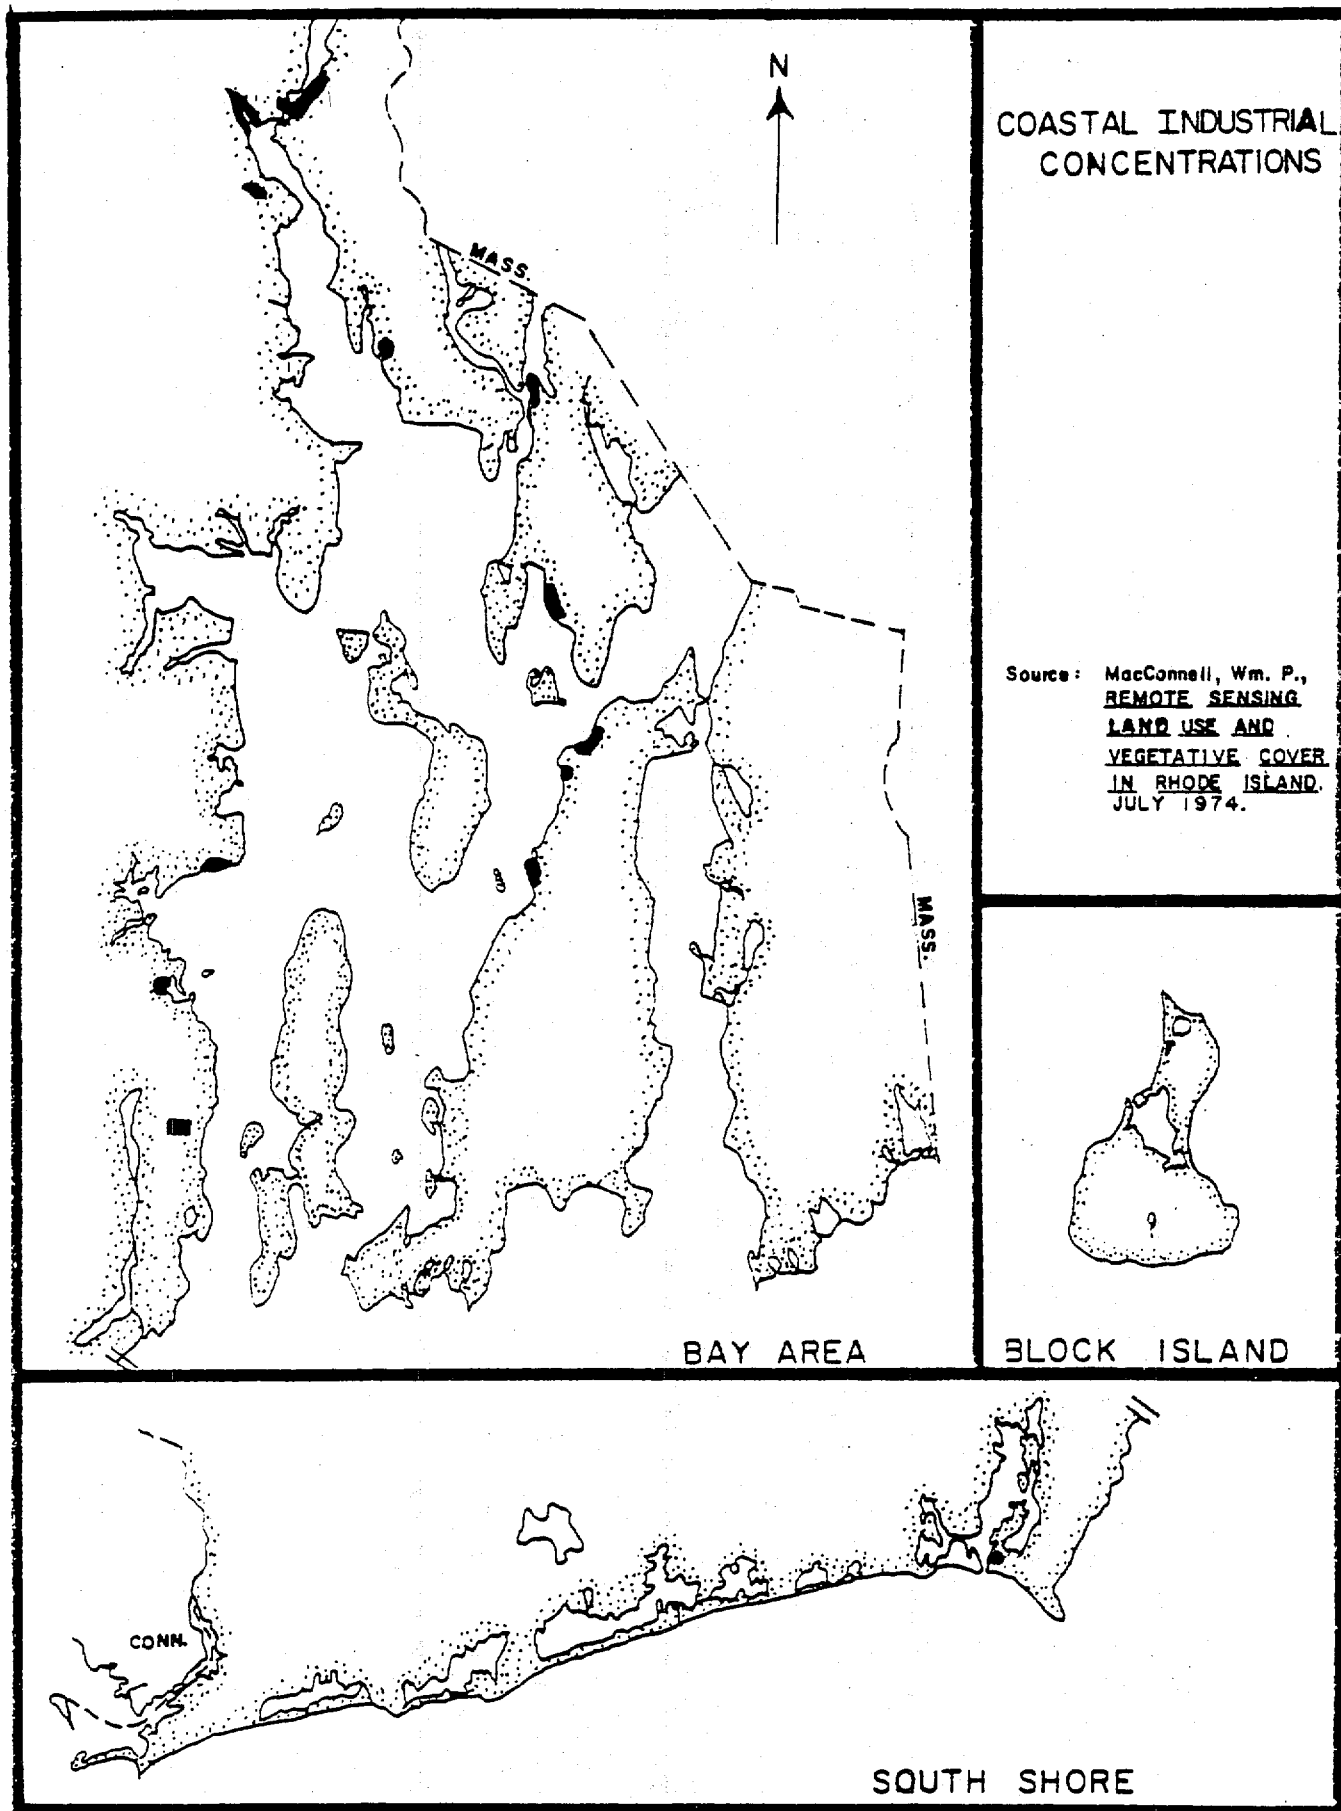 N
COASTAL INDUSTRIAL
CONCENTRATIONS
MASS.
Source: MacConnell, Wm. P.,
REMOTE SENSING
LAND USE AND
VEGETATIVE COVER
IN RHODE ISLAND.
JULY 1974.
MASS.
BAY AREA
BLOCK ISLAND
CONN.
SOUTH SHORE